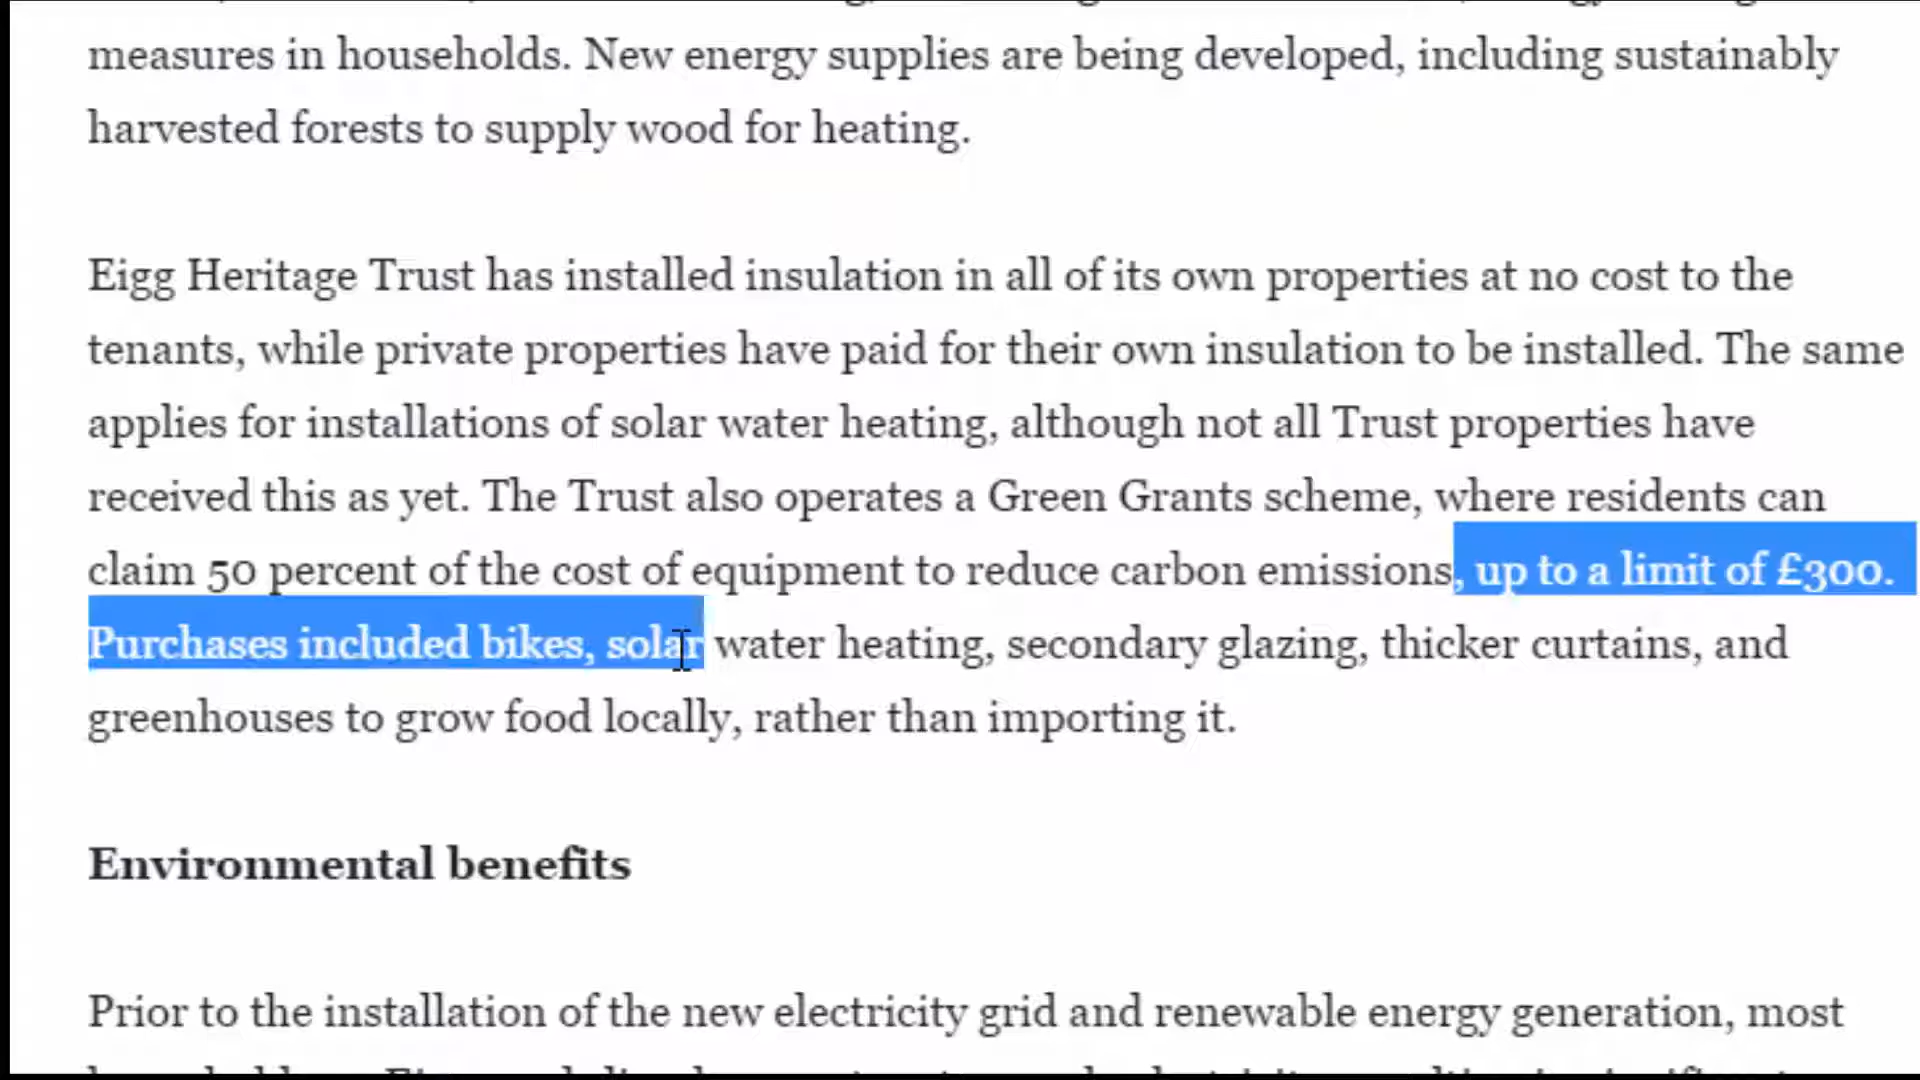 measures in households. New energy supplies are being developed, including sustainably
harvested forests to supply wood for heating.
Eigg Heritage Trust has installed insulation in all of its own properties at no cost to the
tenants, while private properties have paid for their own insulation to be installed. The same
applies for installations of solar water heating, although not all Trust properties have
received this as yet. The Trust also operates a Green Grants scheme, where residents can
claim 50 percent of the cost of equipment to reduce carbon emissions, up to a limit of £300.
Purchases included bikes, solar water heating, secondary glazing, thicker curtains, and
greenhouses to grow food locally, rather than importing it.
Environmental benefits
Prior to the installation of the new electricity grid and renewable energy generation, most